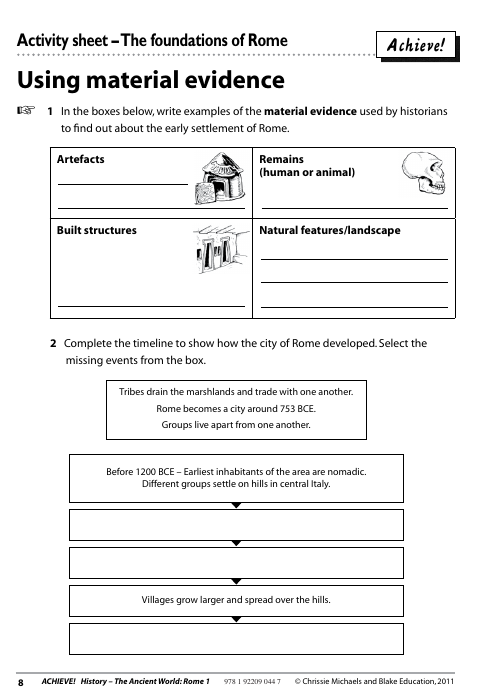 Activity sheet – The foundations of Rome
Achieve!
Using material evidence
1 In the boxes below, write examples of the material evidence used by historians
to find out about the early settlement of Rome.
Artefacts
Remains
(human or animal)
Built structures
Natural features/landscape
2 Complete the timeline to show how the city of Rome developed. Select the
missing events from the box.
Tribes drain the marshlands and trade with one another.
Rome becomes a city around 753 BCE.
Groups live apart from one another.
Before 1200 BCE – Earliest inhabitants of the area are nomadic.
Different groups settle on hills in central Italy.
Villages grow larger and spread over the hills.
8 ACHIEVE! History – The Ancient World: Rome 1 978 1 92209 044 7 © Chrissie Michaels and Blake Education, 2011